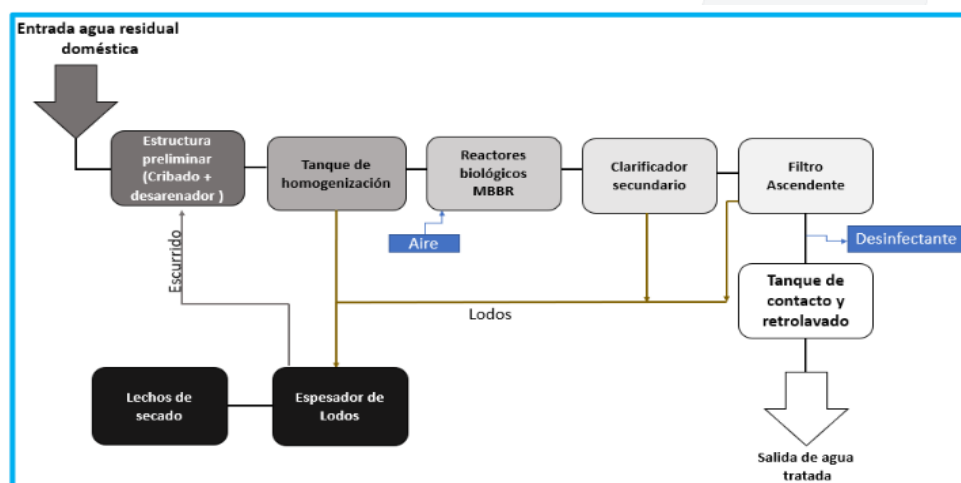 Entrada agua residual
doméstica
Estructura
preliminar
(Cribado +
desarenador )
Tanque de
homogenización
Reactores
biológicos
MBBR
Clarificador
secundario
Filtro
Ascendente
Aire
Desinfectante
Escurrido
Tanque de
contacto y
retrolavado
Lodos
Lechos de
secado
Espesador de
Lodos
Salida de agua
tratada